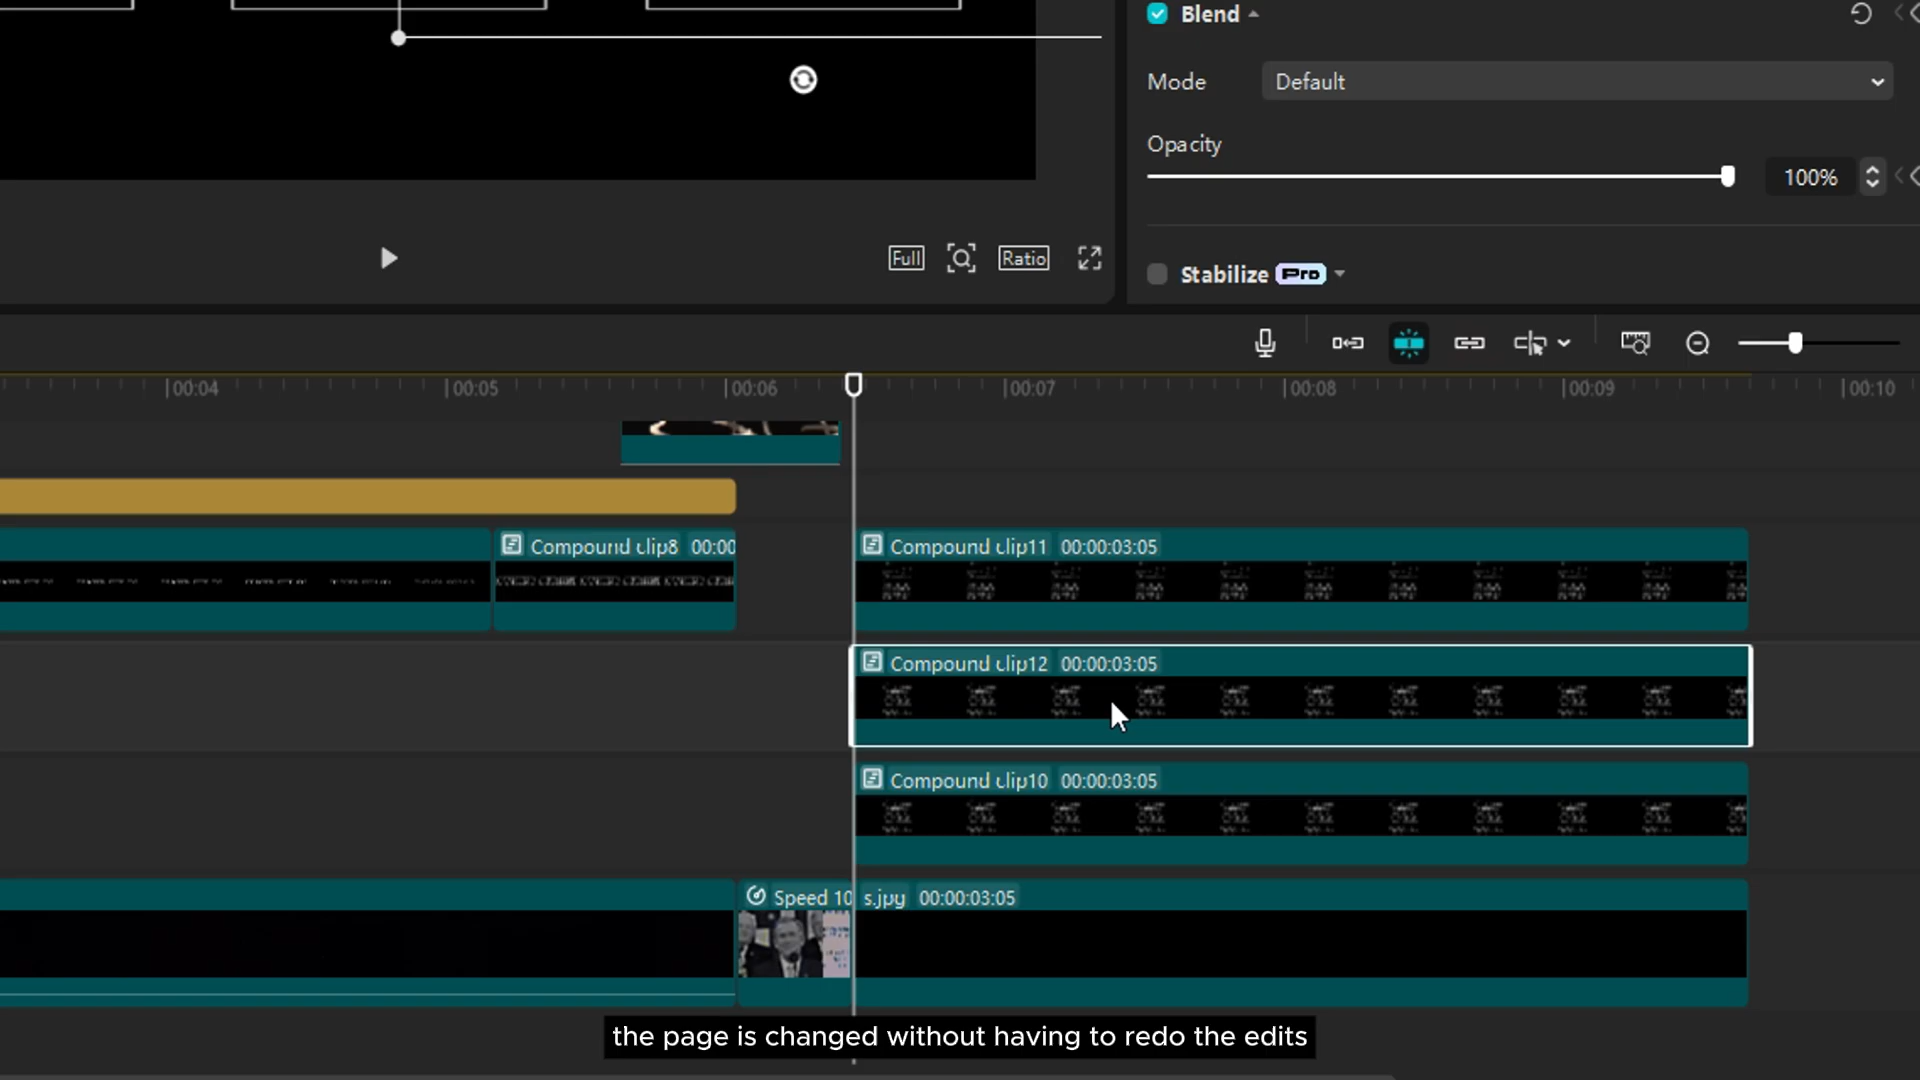 Blend
Mode
Default
Opacity
100%
Full
Ratio
Stabilize Pro
00:04
00:05
00:06
00:07
00:08
00:09
00:10
Compound clip8 00:00
Compound clip11 00:00:03:05
Compound clip12 00:00:03:05
Compound clip10 00:00:03:05
Speed 10
s.jpg 00:00:03:05
the page is changed without having to redo the edits